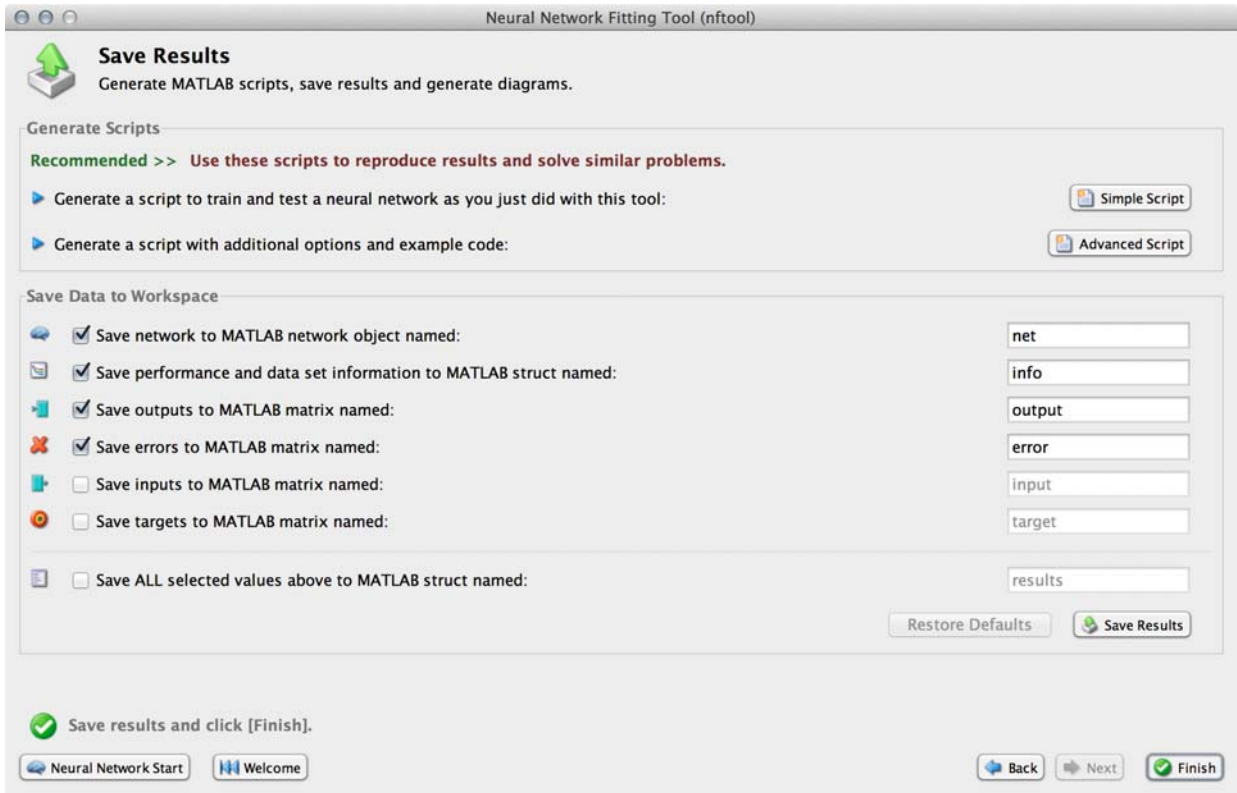 Neural Network Fitting Tool (nftool)
Save Results
Generate MATLAB scripts, save results and generate diagrams.
Generate Scripts
Recommended >> Use these scripts to reproduce results and solve similar problems.
Generate a script to train and test a neural network as you just did with this tool: Simple Script
Generate a script with additional options and example code: Advanced Script
Save Data to Workspace
Save network to MATLAB network object named: net
Save performance and data set information to MATLAB struct named: info
Save outputs to MATLAB matrix named: output
Save errors to MATLAB matrix named: error
Save inputs to MATLAB matrix named: input
Save targets to MATLAB matrix named: target
Save ALL selected values above to MATLAB struct named: results
Restore Defaults Save Results
Save results and click [Finish].
Neural Network Start Welcome Back Next Finish